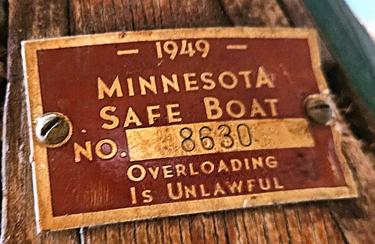 — 1949 —
MINNESOTA
SAFE BOAT
NO. 8630
OVERLOADING
IS UNLAWFUL